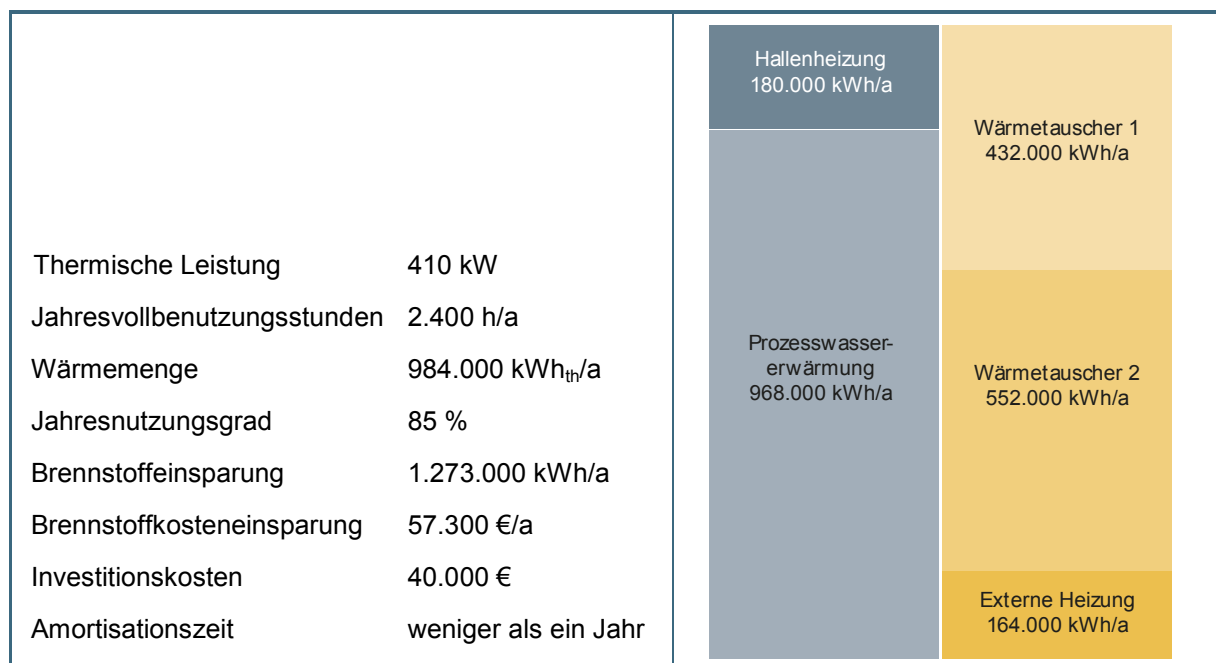 Thermische Leistung 410 kW
Jahresvollbenutzungsstunden 2.400 h/a
Wärmemenge 984.000 kWhth/a
Jahresnutzungsgrad 85 %
Brennstoffeinsparung 1.273.000 kWh/a
Brennstoffkosteneinsparung 57.300 €/a
Investitionskosten 40.000 €
Amortisationszeit weniger als ein Jahr
Hallenheizung
180.000 kWh/a
Prozesswasser-
erwärmung
968.000 kWh/a
Wärmetauscher 1
432.000 kWh/a
Wärmetauscher 2
552.000 kWh/a
Externe Heizung
164.000 kWh/a